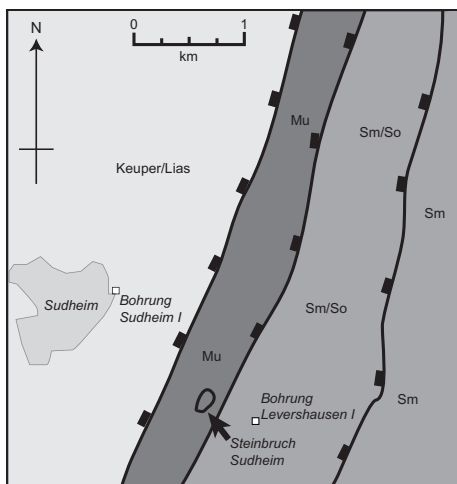 N
0 1
km
Mu
Sm/So
Keuper/Lias
Sm
Sudheim
Bohrung
Sudheim I
Sm/So
Mu
Bohrung
Levershausen I
Sm
Steinbruch
Sudheim